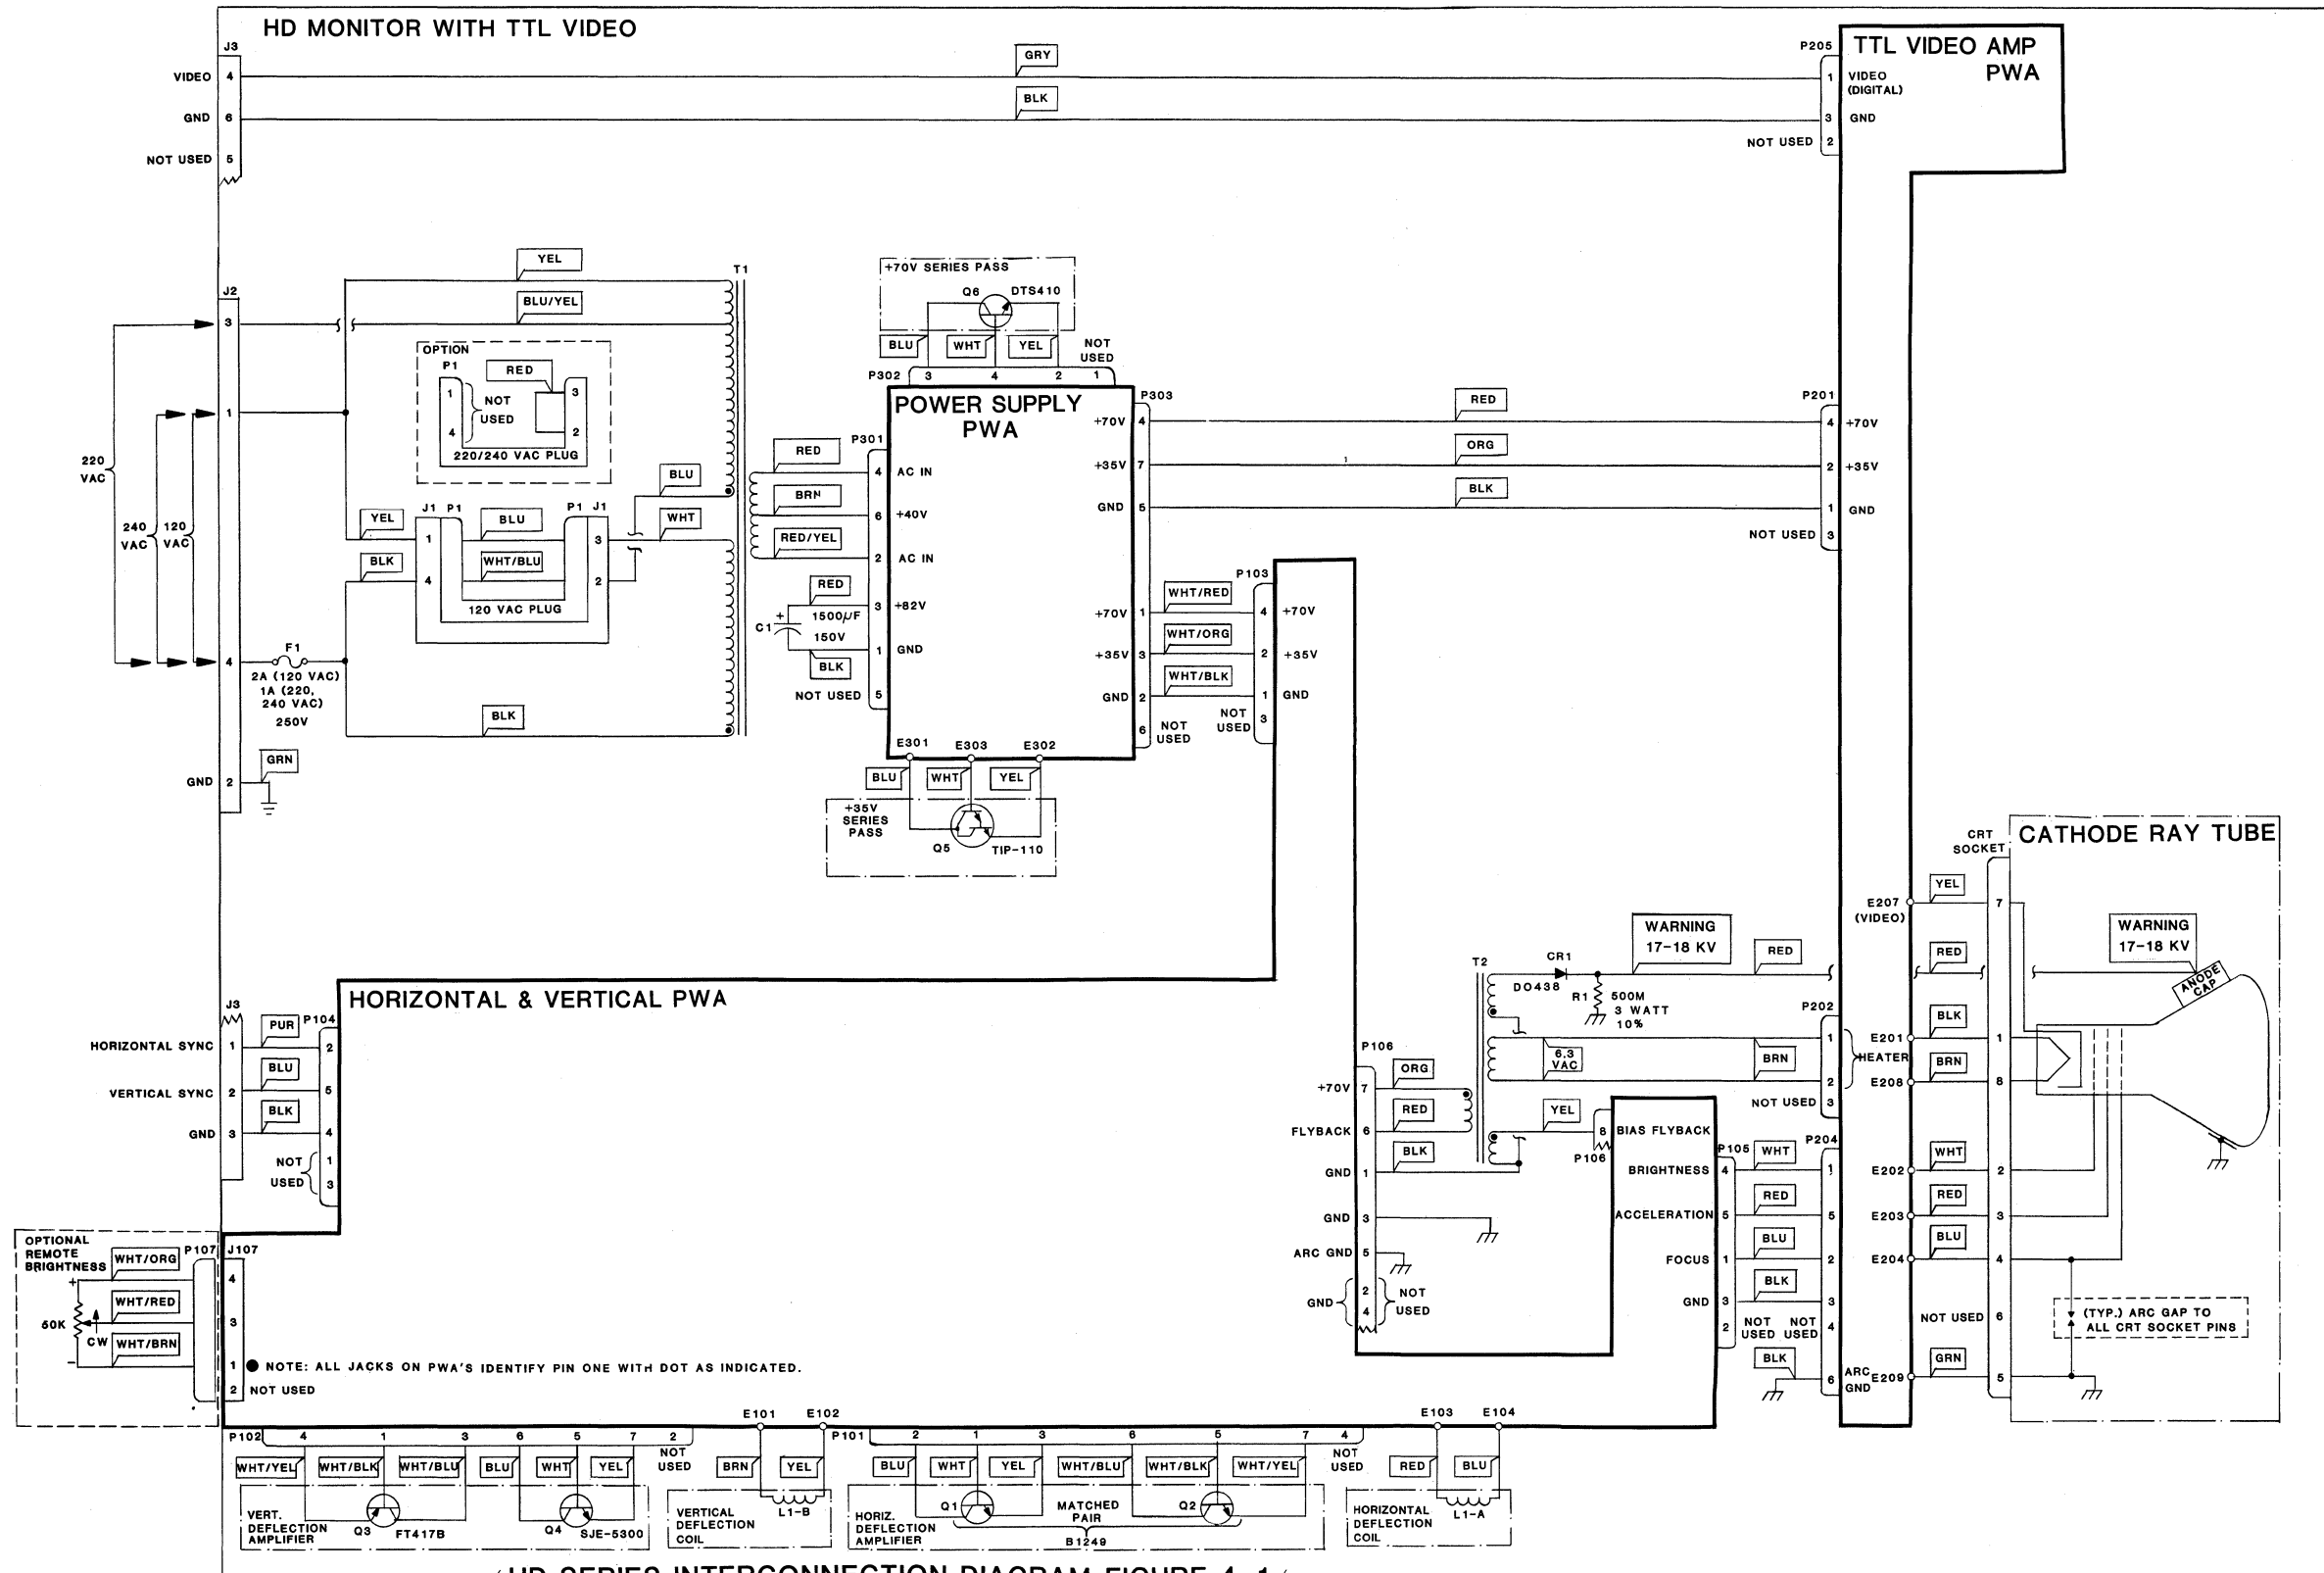 HD MONITOR WITH TTL VIDEO
J3
VIDEO 4
GND 6
NOT USED 5
GRY
BLK
P205
TTL VIDEO AMP
PWA
1 VIDEO
(DIGITAL)
3 GND
NOT USED 2
J2
3
1
4
GND 2
GRN
220
VAC
240
VAC
120
VAC
F1
2A (120 VAC)
1A (220,
240 VAC)
250V
YEL
BLU/YEL
T1
OPTION
P1
RED
1
NOT
USED
4
3
2
220/240 VAC PLUG
BLU
WHT
YEL
BLK
J1 P1
P1 J1
BLU
WHT/BLU
1
4
3
2
120 VAC PLUG
BLK
+70V SERIES PASS
Q6 DTS410
BLU WHT YEL
NOT
USED
P302 3 4 2 1
POWER SUPPLY
PWA
P301
RED 4 AC IN
BRN 6 +40V
RED/YEL 2 AC IN
RED 3 +82V
C1 + 1500µF
150V
BLK 1 GND
NOT USED 5
P303
+70V 4
+35V 7
GND 5
+70V 1
+35V 3
GND 2
6 NOT
USED
RED
ORG
BLK
P201
4 +70V
2 +35V
1 GND
NOT USED 3
WHT/RED
WHT/ORG
WHT/BLK
P103
4 +70V
2 +35V
1 GND
NOT
USED 3
E301 E303 E302
BLU WHT YEL
+35V
SERIES
PASS
Q5 TIP-110
HORIZONTAL & VERTICAL PWA
J3
P104
HORIZONTAL SYNC 1 PUR 2
VERTICAL SYNC 2 BLU 5
GND 3 BLK 4
NOT
USED
1
3
OPTIONAL
REMOTE
BRIGHTNESS
P107 J107
+
50K
CW
−
WHT/ORG 4
WHT/RED 3
WHT/BRN 1
NOTE: ALL JACKS ON PWA'S IDENTIFY PIN ONE WITH DOT AS INDICATED.
2 NOT USED
P106
+70V 7 ORG
FLYBACK 6 RED
GND 1 BLK
GND 3
ARC GND 5
GND
2
4
NOT
USED
T2
CR1
DO438
R1 500M
3 WATT
10%
WARNING
17-18 KV
RED
6.3
VAC
BRN
YEL
8 BIAS FLYBACK
P106
P202
1
2
HEATER
NOT USED 3
P105
BRIGHTNESS 4 WHT
ACCELERATION 5 RED
FOCUS 1 BLU
GND 3 BLK
2 NOT
USED
P204
1
5
2
3
NOT
USED 4
BLK 6 ARC
GND
E207
(VIDEO)
E201
E208
E202
E203
E204
E209
CRT
SOCKET
CATHODE RAY TUBE
YEL 7
RED
BLK 1
BRN 8
WHT 2
RED 3
BLU 4
NOT USED 6
GRN 5
WARNING
17-18 KV
ANODE
CAP
(TYP.) ARC GAP TO
ALL CRT SOCKET PINS
P102 4 1 3 6 5 7 2
NOT
USED
WHT/YEL WHT/BLK WHT/BLU BLU WHT YEL
VERT.
DEFLECTION
AMPLIFIER
Q3 FT417B
Q4 SJE-5300
E101 E102
BRN YEL
VERTICAL
DEFLECTION
COIL
L1-B
P101 2 1 3 6 5 7 4
NOT
USED
BLU WHT YEL WHT/BLU WHT/BLK WHT/YEL
HORIZ.
DEFLECTION
AMPLIFIER
Q1
MATCHED
PAIR
Q2
B1249
E103 E104
RED BLU
HORIZONTAL
DEFLECTION
COIL
L1-A
HD SERIES INTERCONNECTION DIAGRAM FIGURE 4-1